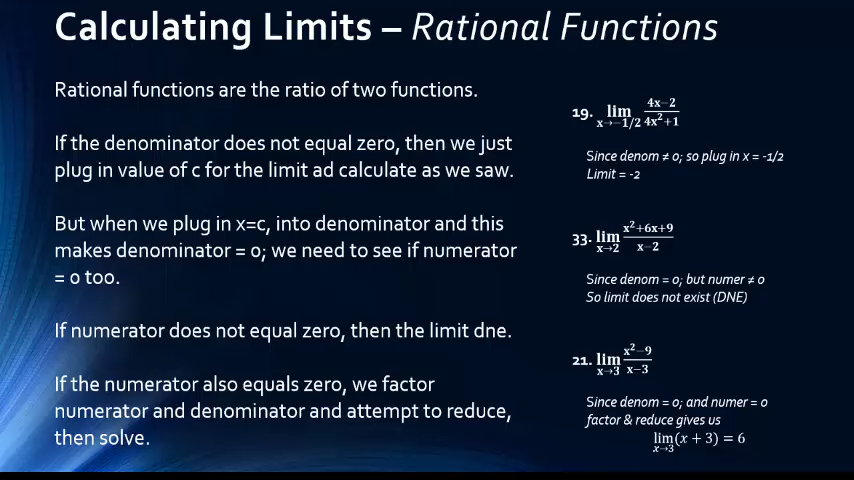 Calculating Limits – Rational Functions
Rational functions are the ratio of two functions.
If the denominator does not equal zero, then we just
plug in value of c for the limit ad calculate as we saw.
But when we plug in x=c, into denominator and this
makes denominator = 0; we need to see if numerator
= 0 too.
If numerator does not equal zero, then the limit dne.
If the numerator also equals zero, we factor
numerator and denominator and attempt to reduce,
then solve.
19. lim x→−1/2 (4x−2)/(4x²+1)
Since denom ≠ 0; so plug in x = -1/2
Limit = -2
33. lim x→2 (x²+6x+9)/(x−2)
Since denom = 0; but numer ≠ 0
So limit does not exist (DNE)
21. lim x→3 (x²−9)/(x−3)
Since denom = 0; and numer = 0
factor & reduce gives us
lim x→3 (x + 3) = 6